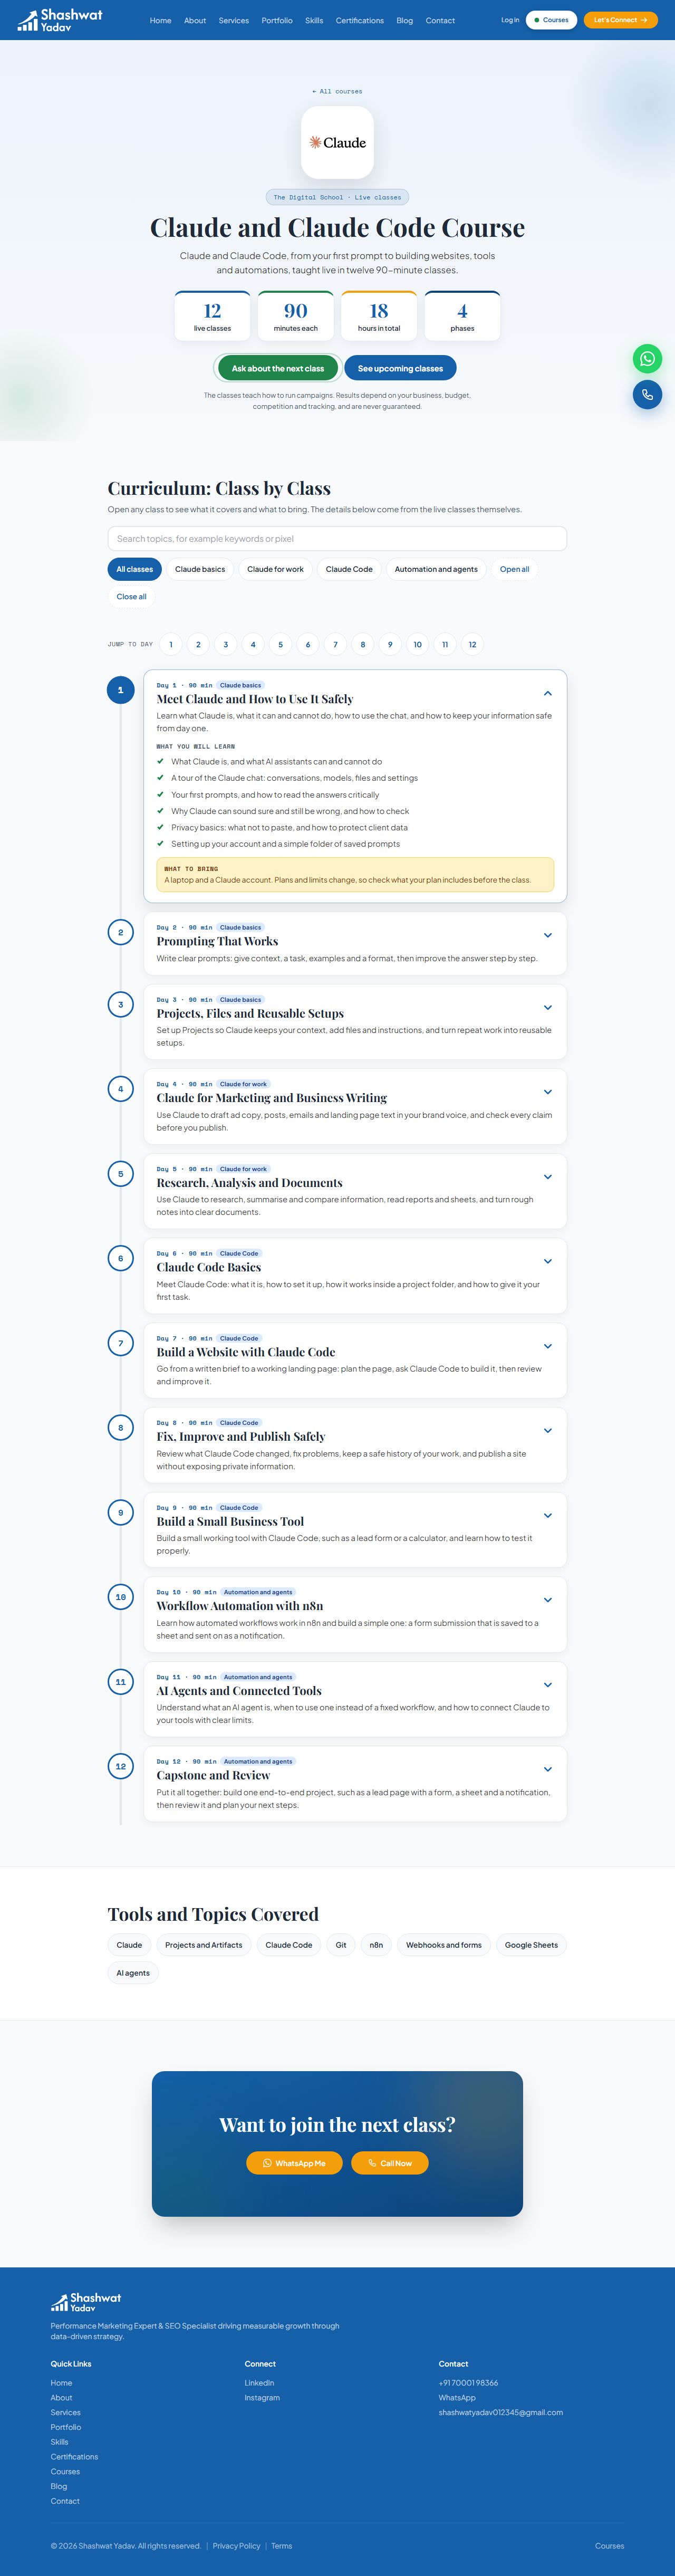 Shashwat
Yadav
Home About Services Portfolio Skills Certifications Blog Contact
Log in Courses Let's Connect →
← All courses
Claude
The Digital School · Live classes
Claude and Claude Code Course
Claude and Claude Code, from your first prompt to building websites, tools
and automations, taught live in twelve 90-minute classes.
12 90 18 4
live classes minutes each hours in total phases
Ask about the next class See upcoming classes
The classes teach how to run campaigns. Results depend on your business, budget,
competition and tracking, and are never guaranteed.
Curriculum: Class by Class
Open any class to see what it covers and what to bring. The details below come from the live classes themselves.
Search topics, for example keywords or pixel
All classes Claude basics Claude for work Claude Code Automation and agents Open all
Close all
JUMP TO DAY 1 2 3 4 5 6 7 8 9 10 11 12
1
Day 1 · 90 min Claude basics
Meet Claude and How to Use It Safely
Learn what Claude is, what it can and cannot do, how to use the chat, and how to keep your information safe
from day one.
WHAT YOU WILL LEARN
What Claude is, and what AI assistants can and cannot do
A tour of the Claude chat: conversations, models, files and settings
Your first prompts, and how to read the answers critically
Why Claude can sound sure and still be wrong, and how to check
Privacy basics: what not to paste, and how to protect client data
Setting up your account and a simple folder of saved prompts
WHAT TO BRING
A laptop and a Claude account. Plans and limits change, so check what your plan includes before the class.
2
Day 2 · 90 min Claude basics
Prompting That Works
Write clear prompts: give context, a task, examples and a format, then improve the answer step by step.
3
Day 3 · 90 min Claude basics
Projects, Files and Reusable Setups
Set up Projects so Claude keeps your context, add files and instructions, and turn repeat work into reusable
setups.
4
Day 4 · 90 min Claude for work
Claude for Marketing and Business Writing
Use Claude to draft ad copy, posts, emails and landing page text in your brand voice, and check every claim
before you publish.
5
Day 5 · 90 min Claude for work
Research, Analysis and Documents
Use Claude to research, summarise and compare information, read reports and sheets, and turn rough
notes into clear documents.
6
Day 6 · 90 min Claude Code
Claude Code Basics
Meet Claude Code: what it is, how to set it up, how it works inside a project folder, and how to give it your
first task.
7
Day 7 · 90 min Claude Code
Build a Website with Claude Code
Go from a written brief to a working landing page: plan the page, ask Claude Code to build it, then review
and improve it.
8
Day 8 · 90 min Claude Code
Fix, Improve and Publish Safely
Review what Claude Code changed, fix problems, keep a safe history of your work, and publish a site
without exposing private information.
9
Day 9 · 90 min Claude Code
Build a Small Business Tool
Build a small working tool with Claude Code, such as a lead form or a calculator, and learn how to test it
properly.
10
Day 10 · 90 min Automation and agents
Workflow Automation with n8n
Learn how automated workflows work in n8n and build a simple one: a form submission that is saved to a
sheet and sent on as a notification.
11
Day 11 · 90 min Automation and agents
AI Agents and Connected Tools
Understand what an AI agent is, when to use one instead of a fixed workflow, and how to connect Claude to
your tools with clear limits.
12
Day 12 · 90 min Automation and agents
Capstone and Review
Put it all together: build one end-to-end project, such as a lead page with a form, a sheet and a notification,
then review it and plan your next steps.
Tools and Topics Covered
Claude Projects and Artifacts Claude Code Git n8n Webhooks and forms Google Sheets
AI agents
Want to join the next class?
WhatsApp Me Call Now
Shashwat
Yadav
Performance Marketing Expert & SEO Specialist driving measurable growth through
data-driven strategy.
Quick Links Connect Contact
Home LinkedIn +91 70001 98366
About Instagram WhatsApp
Services shashwatyadav012345@gmail.com
Portfolio
Skills
Certifications
Courses
Blog
Contact
© 2026 Shashwat Yadav. All rights reserved. | Privacy Policy | Terms Courses